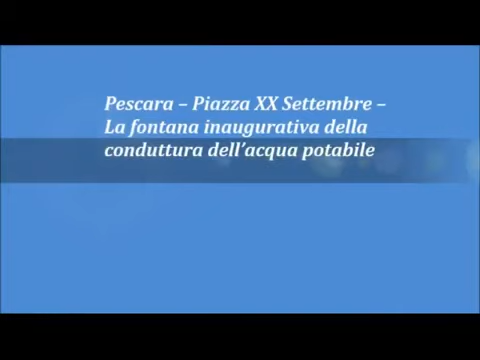 Pescara – Piazza XX Settembre –
La fontana inaugurativa della
conduttura dell’acqua potabile